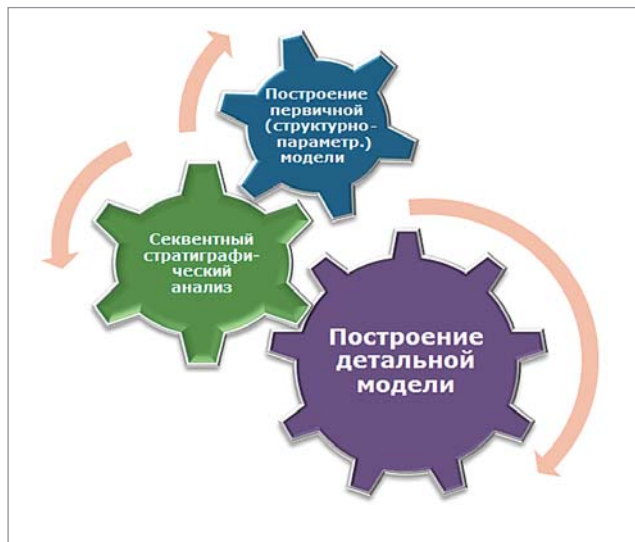 Построение
первичной
(структурно-
параметр.)
модели
Секвентный
стратиграфи-
ческий
анализ
Построение
детальной
модели